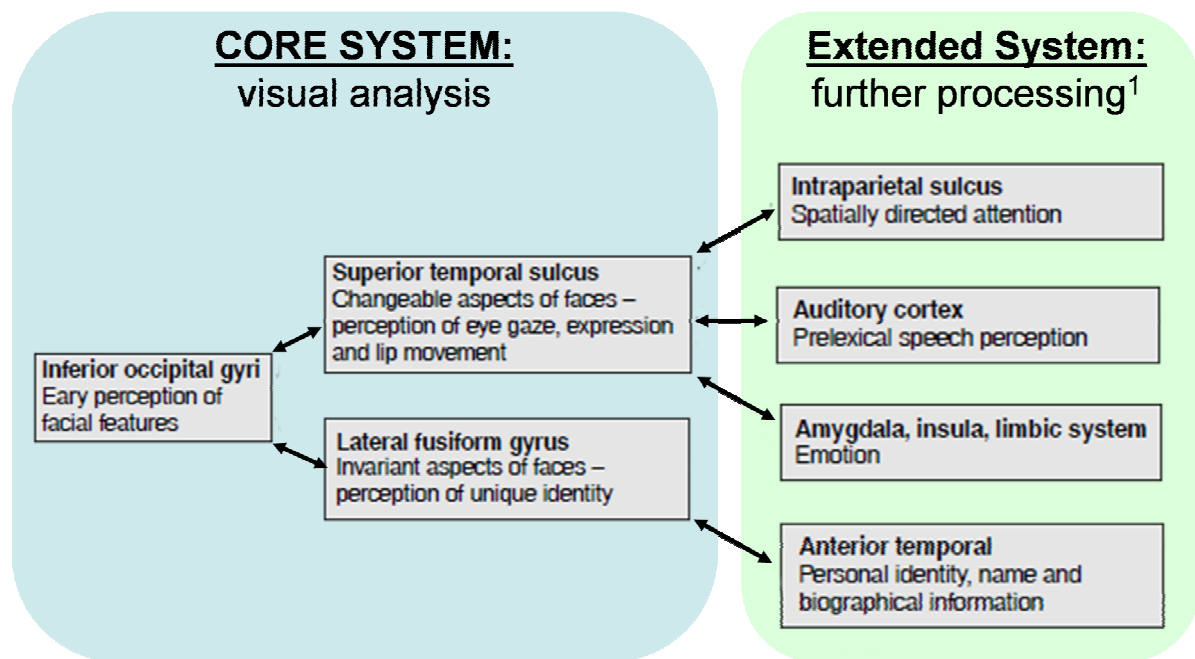 CORE SYSTEM:
visual analysis
Extended System:
further processing¹
Inferior occipital gyri
Eary perception of
facial features
Superior temporal sulcus
Changeable aspects of faces –
perception of eye gaze, expression
and lip movement
Lateral fusiform gyrus
Invariant aspects of faces –
perception of unique identity
Intraparietal sulcus
Spatially directed attention
Auditory cortex
Prelexical speech perception
Amygdala, insula, limbic system
Emotion
Anterior temporal
Personal identity, name and
biographical information